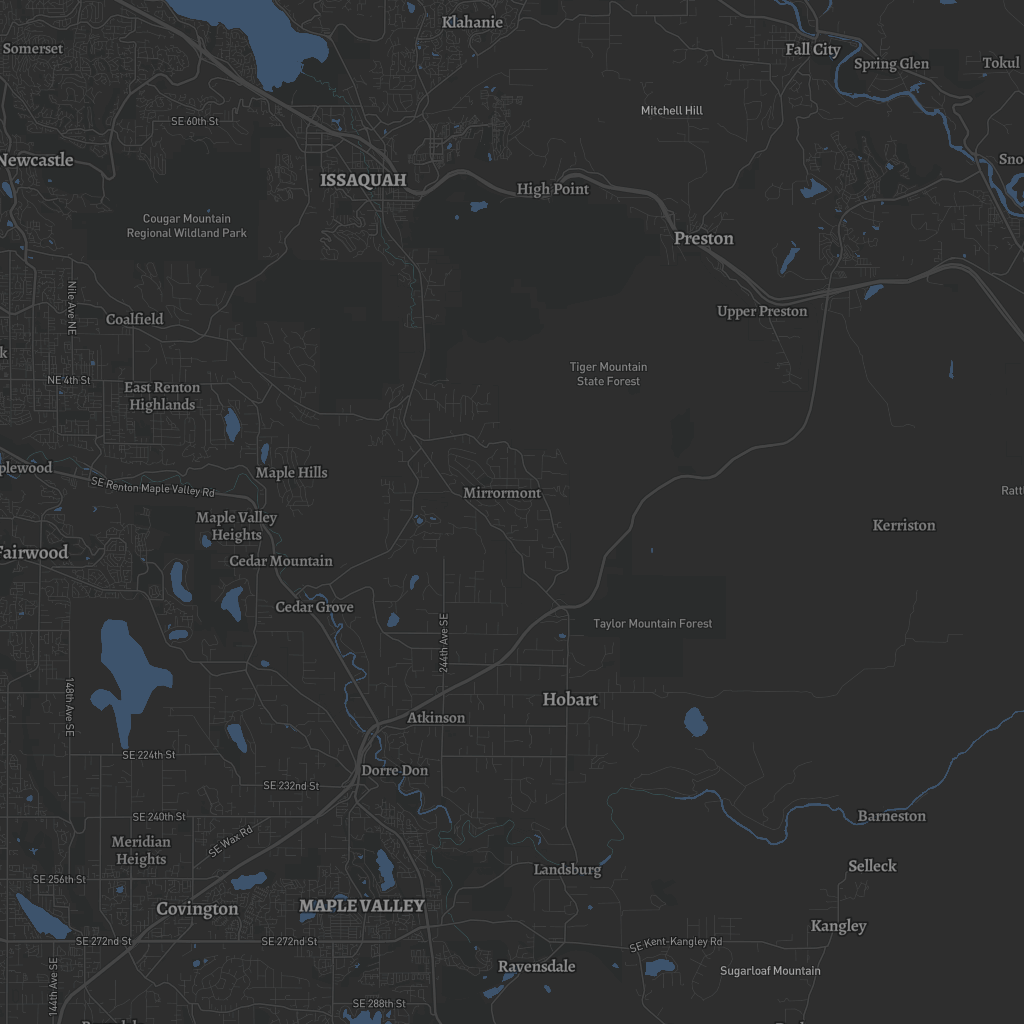 Klahanie
Somerset
Fall City
Spring Glen
Tokul
Mitchell Hill
SE 60th St
Newcastle
ISSAQUAH
High Point
Cougar Mountain
Regional Wildland Park
Preston
Nile Ave NE
Coalfield
Upper Preston
NE 4th St
East Renton
Highlands
Tiger Mountain
State Forest
plewood
Maple Hills
SE Renton Maple Valley Rd
Mirrormont
Maple Valley
Heights
Kerriston
Fairwood
Cedar Mountain
Cedar Grove
244th Ave SE
Taylor Mountain Forest
148th Ave SE
Hobart
Atkinson
SE 224th St
Dorre Don
SE 232nd St
SE 240th St
Barneston
SE Wax Rd
Meridian
Heights
Landsburg
Selleck
SE 256th St
Covington
MAPLE VALLEY
Kangley
SE 272nd St
SE 272nd St
SE Kent-Kangley Rd
Ravensdale
Sugarloaf Mountain
144th Ave SE
SE 288th St